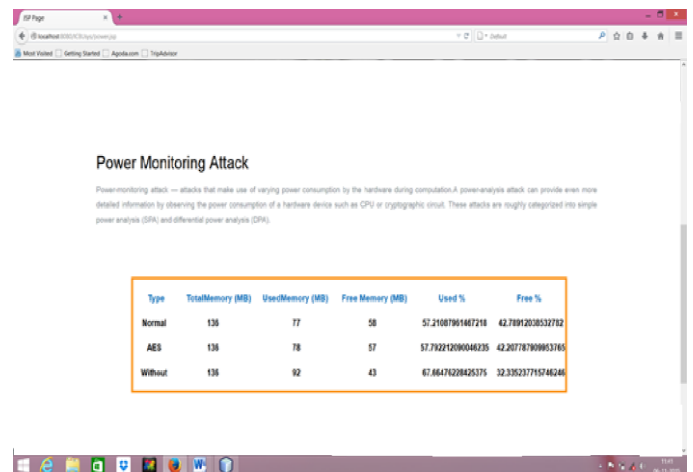 JSP Page
localhost:8080/
Default
Most Visited Getting Started Agoda.com TripAdvisor
Power Monitoring Attack
Power-monitoring attack — attacks that make use of varying power consumption by the hardware during computation.A power-analysis attack can provide even more
detailed information by observing the power consumption of a hardware device such as CPU or cryptographic circuit. These attacks are roughly categorized into simple
power analysis (SPA) and differential power analysis (DPA).
Type TotalMemory (MB) UsedMemory (MB) Free Memory (MB) Used % Free %
Normal 136 77 58 57.21087961467218 42.78912038532782
AES 136 78 57 57.792212090046235 42.207787909953765
Without 136 92 43 67.66476228425375 32.335237715746246
11:41